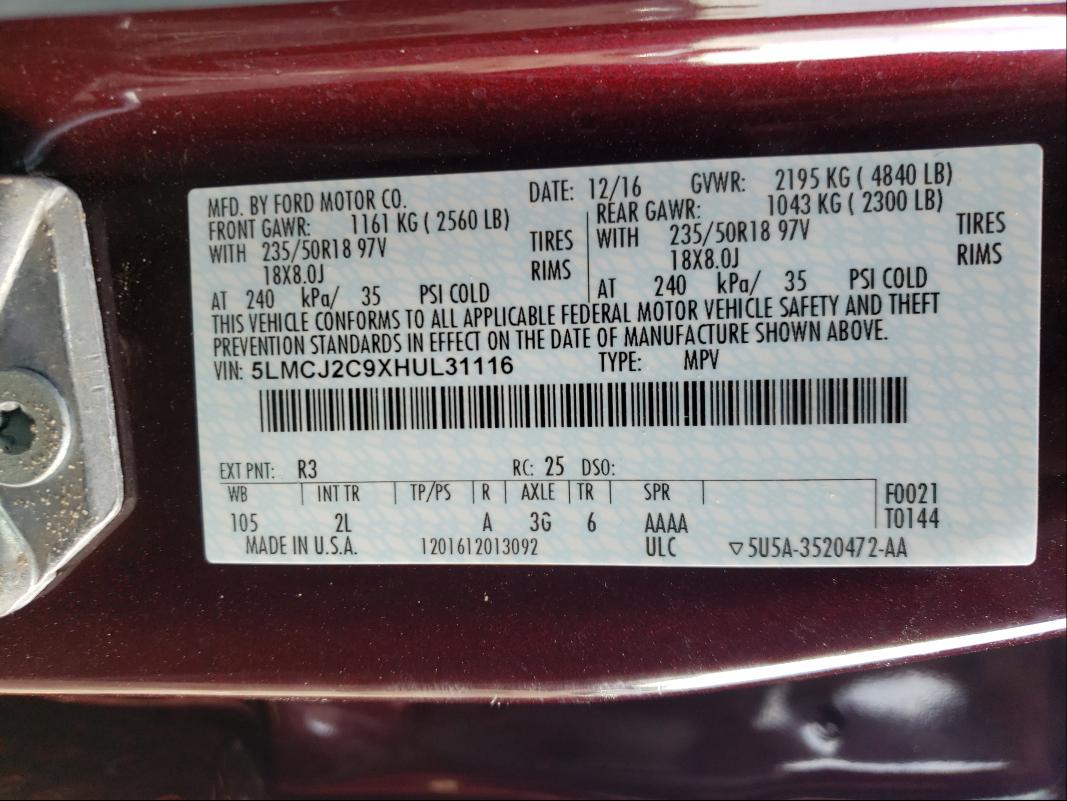 MFD. BY FORD MOTOR CO. DATE: 12/16 GVWR: 2195 KG ( 4840 LB)
FRONT GAWR: 1161 KG ( 2560 LB) REAR GAWR: 1043 KG ( 2300 LB)
WITH 235/50R18 97V TIRES WITH 235/50R18 97V TIRES
18X8.0J RIMS 18X8.0J RIMS
AT 240 kPa/ 35 PSI COLD AT 240 kPa/ 35 PSI COLD
THIS VEHICLE CONFORMS TO ALL APPLICABLE FEDERAL MOTOR VEHICLE SAFETY AND THEFT
PREVENTION STANDARDS IN EFFECT ON THE DATE OF MANUFACTURE SHOWN ABOVE.
VIN: 5LMCJ2C9XHUL31116 TYPE: MPV
EXT PNT: R3 RC: 25 DSO:
WB INT TR TP/PS R AXLE TR SPR F0021
105 2L A 3G 6 AAAA T0144
MADE IN U.S.A. 1201612013092 ULC ▽5U5A-3520472-AA